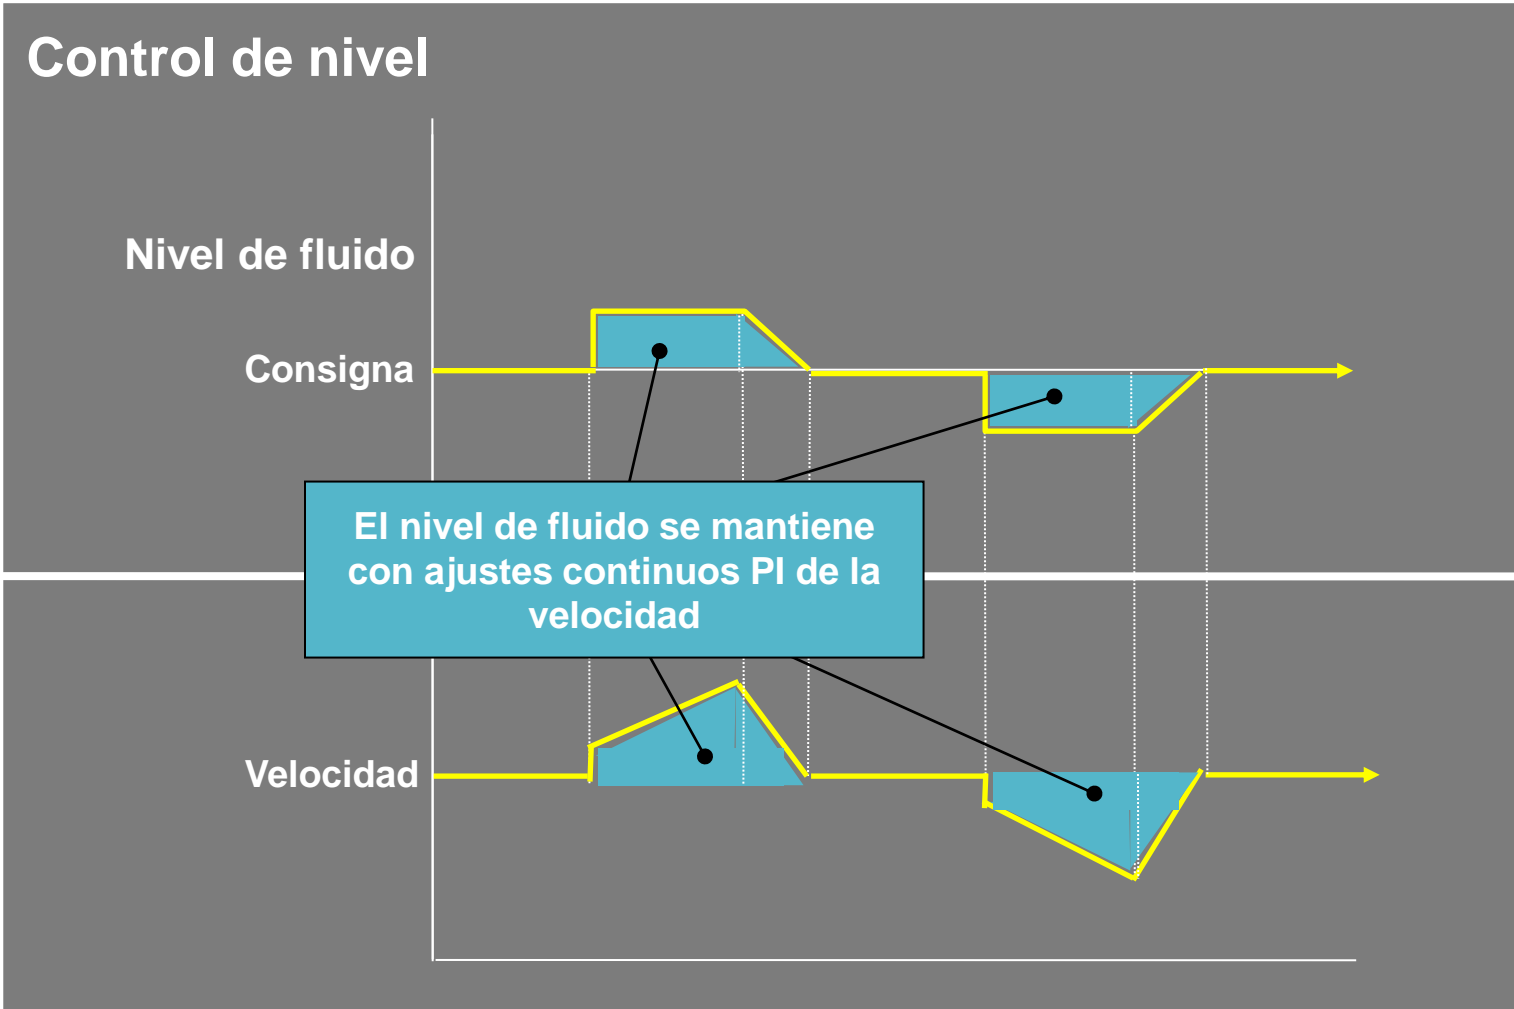 Control de nivel
Nivel de fluido
Consigna
El nivel de fluido se mantiene
con ajustes continuos PI de la
velocidad
Velocidad